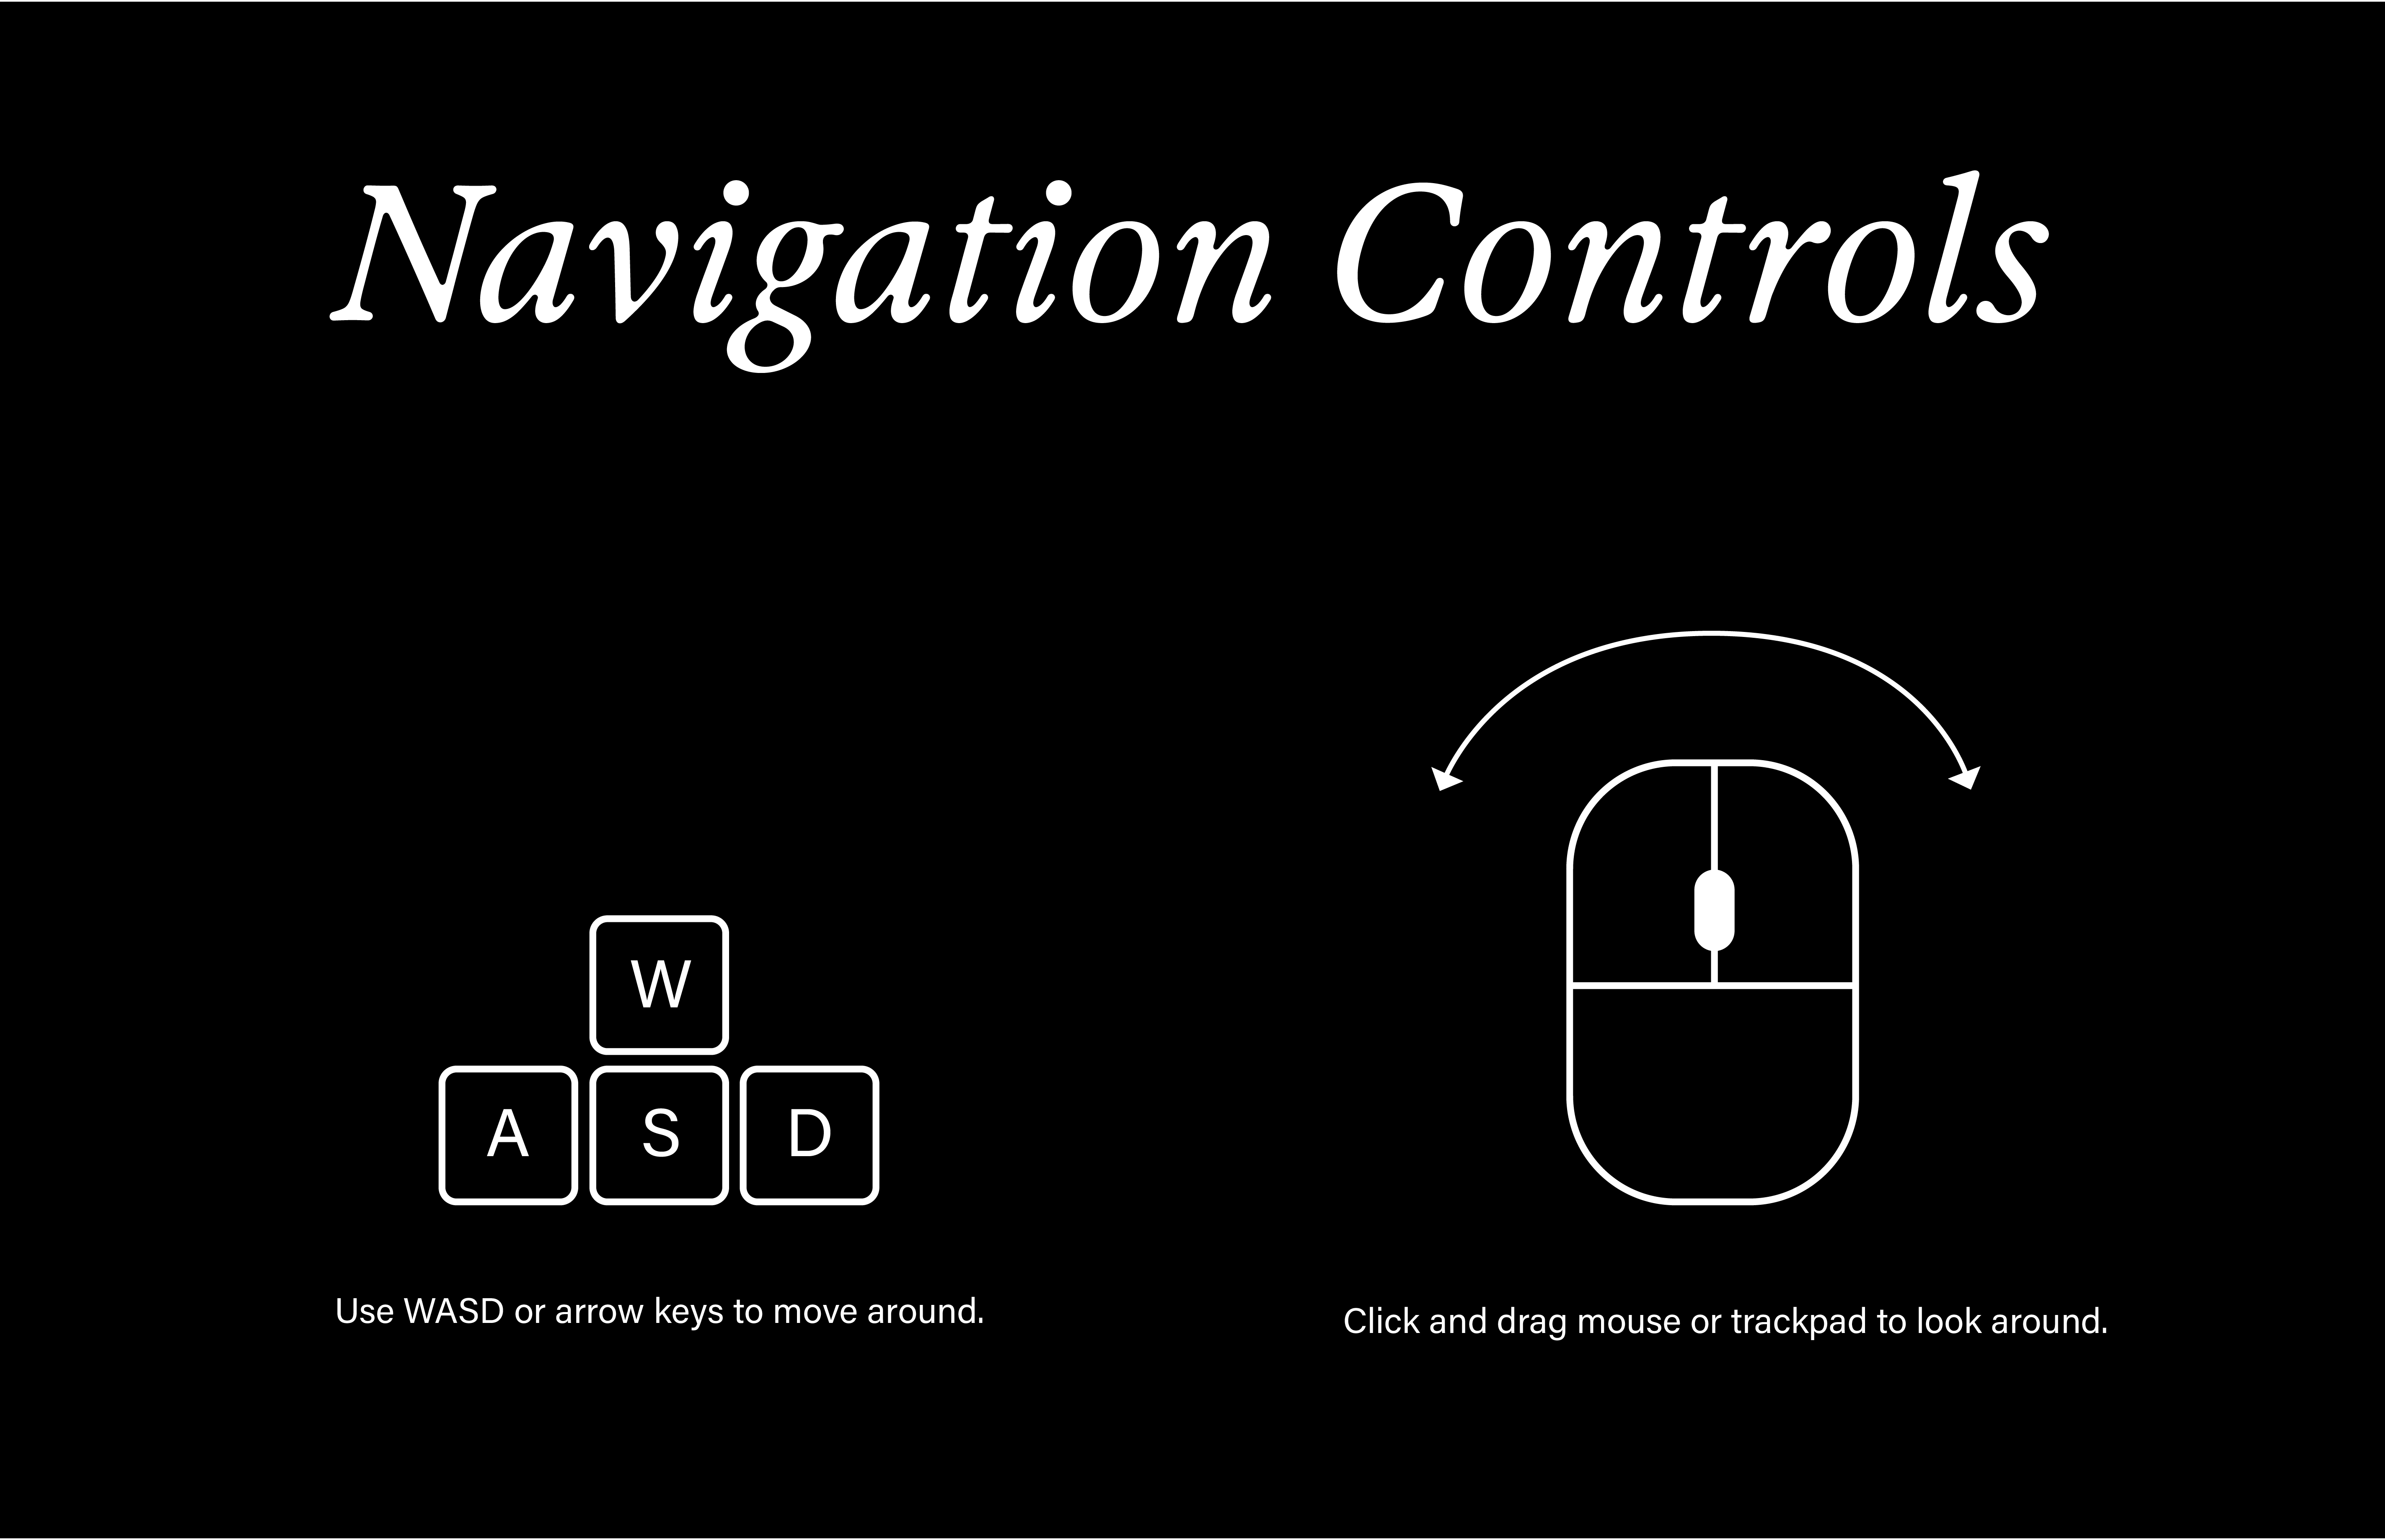 Navigation Controls
W
A S D
Use WASD or arrow keys to move around.
Click and drag mouse or trackpad to look around.